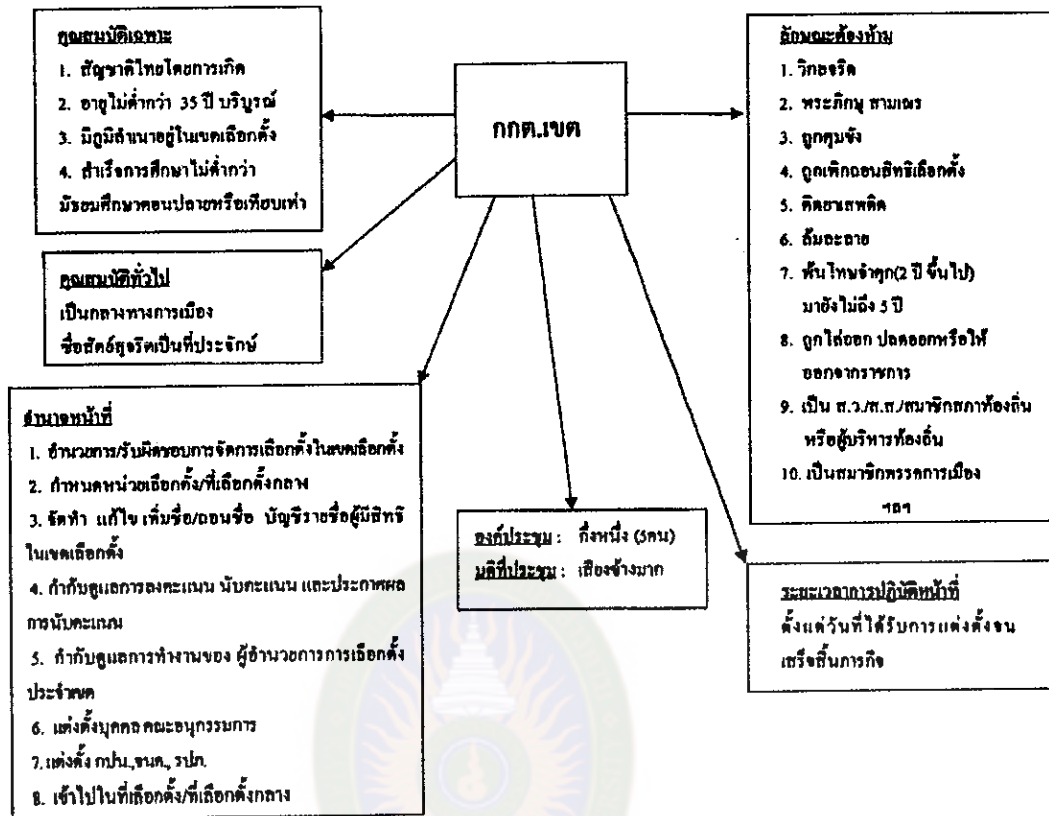 คุณสมบัติเฉพาะ
1. สัญชาติไทยโดยการเกิด
2. อายุไม่ต่ำกว่า 35 ปี บริบูรณ์
3. มีภูมิลำเนาอยู่ในเขตเลือกตั้ง
4. สำเร็จการศึกษาไม่ต่ำกว่า
มัธยมศึกษาตอนปลายหรือเทียบเท่า
คุณสมบัติทั่วไป
เป็นกลางทางการเมือง
ซื่อสัตย์สุจริตเป็นที่ประจักษ์
กกต.เขต
ลักษณะต้องห้าม
1. วิกลจริต
2. พระภิกษุ สามเณร
3. ถูกคุมขัง
4. ถูกเพิกถอนสิทธิเลือกตั้ง
5. ติดยาเสพติด
6. ล้มละลาย
7. พ้นโทษจำคุก(2 ปี ขึ้นไป)
มายังไม่ถึง 5 ปี
8. ถูกไล่ออก ปลดออกหรือให้
ออกจากราชการ
9. เป็น ส.ว./ส.ส./สมาชิกสภาท้องถิ่น
หรือผู้บริหารท้องถิ่น
10. เป็นสมาชิกพรรคการเมือง
ฯลฯ
อำนาจหน้าที่
1. อำนวยการ/รับผิดชอบการจัดการเลือกตั้งในเขตเลือกตั้ง
2. กำหนดหน่วยเลือกตั้ง/ที่เลือกตั้งกลาง
3. จัดทำ แก้ไข เพิ่มชื่อ/ถอนชื่อ บัญชีรายชื่อผู้มีสิทธิ
ในเขตเลือกตั้ง
4. กำกับดูแลการลงคะแนน นับคะแนน และประกาศผล
การนับคะแนน
5. กำกับดูแลการทำงานของ ผู้อำนวยการการเลือกตั้ง
ประจำเขต
6. แต่งตั้งบุคคล คณะอนุกรรมการ
7. แต่งตั้ง กปน.,จนค., รปภ.
8. เข้าไปในที่เลือกตั้ง/ที่เลือกตั้งกลาง
องค์ประชุม : กึ่งหนึ่ง (5คน)
มติที่ประชุม : เสียงข้างมาก
ระยะเวลาการปฏิบัติหน้าที่
ตั้งแต่วันที่ได้รับการแต่งตั้งจน
เสร็จสิ้นภารกิจ